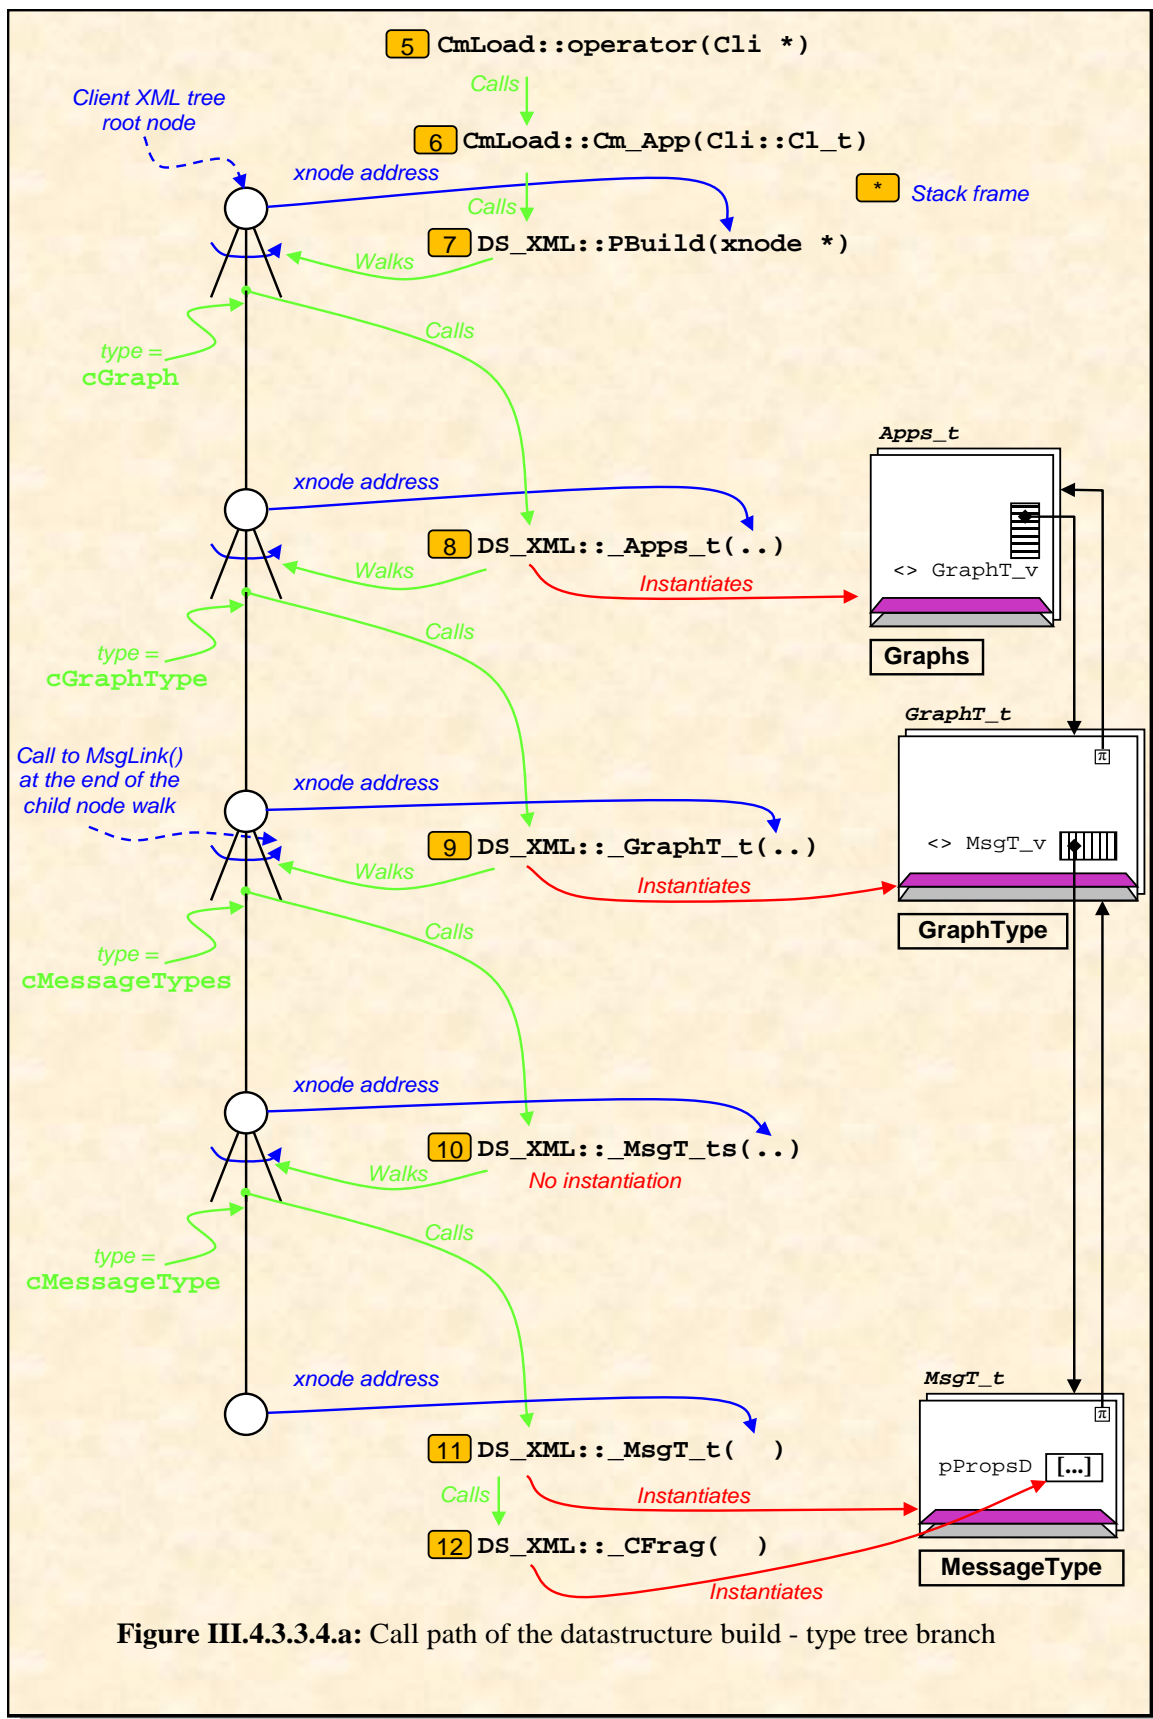 5 CmLoad::operator(Cli *)
Calls
Client XML tree
root node
6 CmLoad::Cm_App(Cli::Cl_t)
xnode address
* Stack frame
Calls
7 DS_XML::PBuild(xnode *)
Walks
Calls
type =
cGraph
Apps_t
xnode address
8 DS_XML::_Apps_t(..)
Walks
Instantiates
<> GraphT_v
Calls
Graphs
type =
cGraphType
GraphT_t
Call to MsgLink()
at the end of the
child node walk
π
xnode address
9 DS_XML::_GraphT_t(..)
<> MsgT_v
Walks
Instantiates
Calls
GraphType
type =
cMessageTypes
xnode address
10 DS_XML::_MsgT_ts(..)
Walks
No instantiation
Calls
type =
cMessageType
xnode address
MsgT_t
π
11 DS_XML::_MsgT_t( )
pPropsD [...]
Calls
Instantiates
12 DS_XML::_CFrag( )
MessageType
Instantiates
Figure III.4.3.3.4.a: Call path of the datastructure build - type tree branch